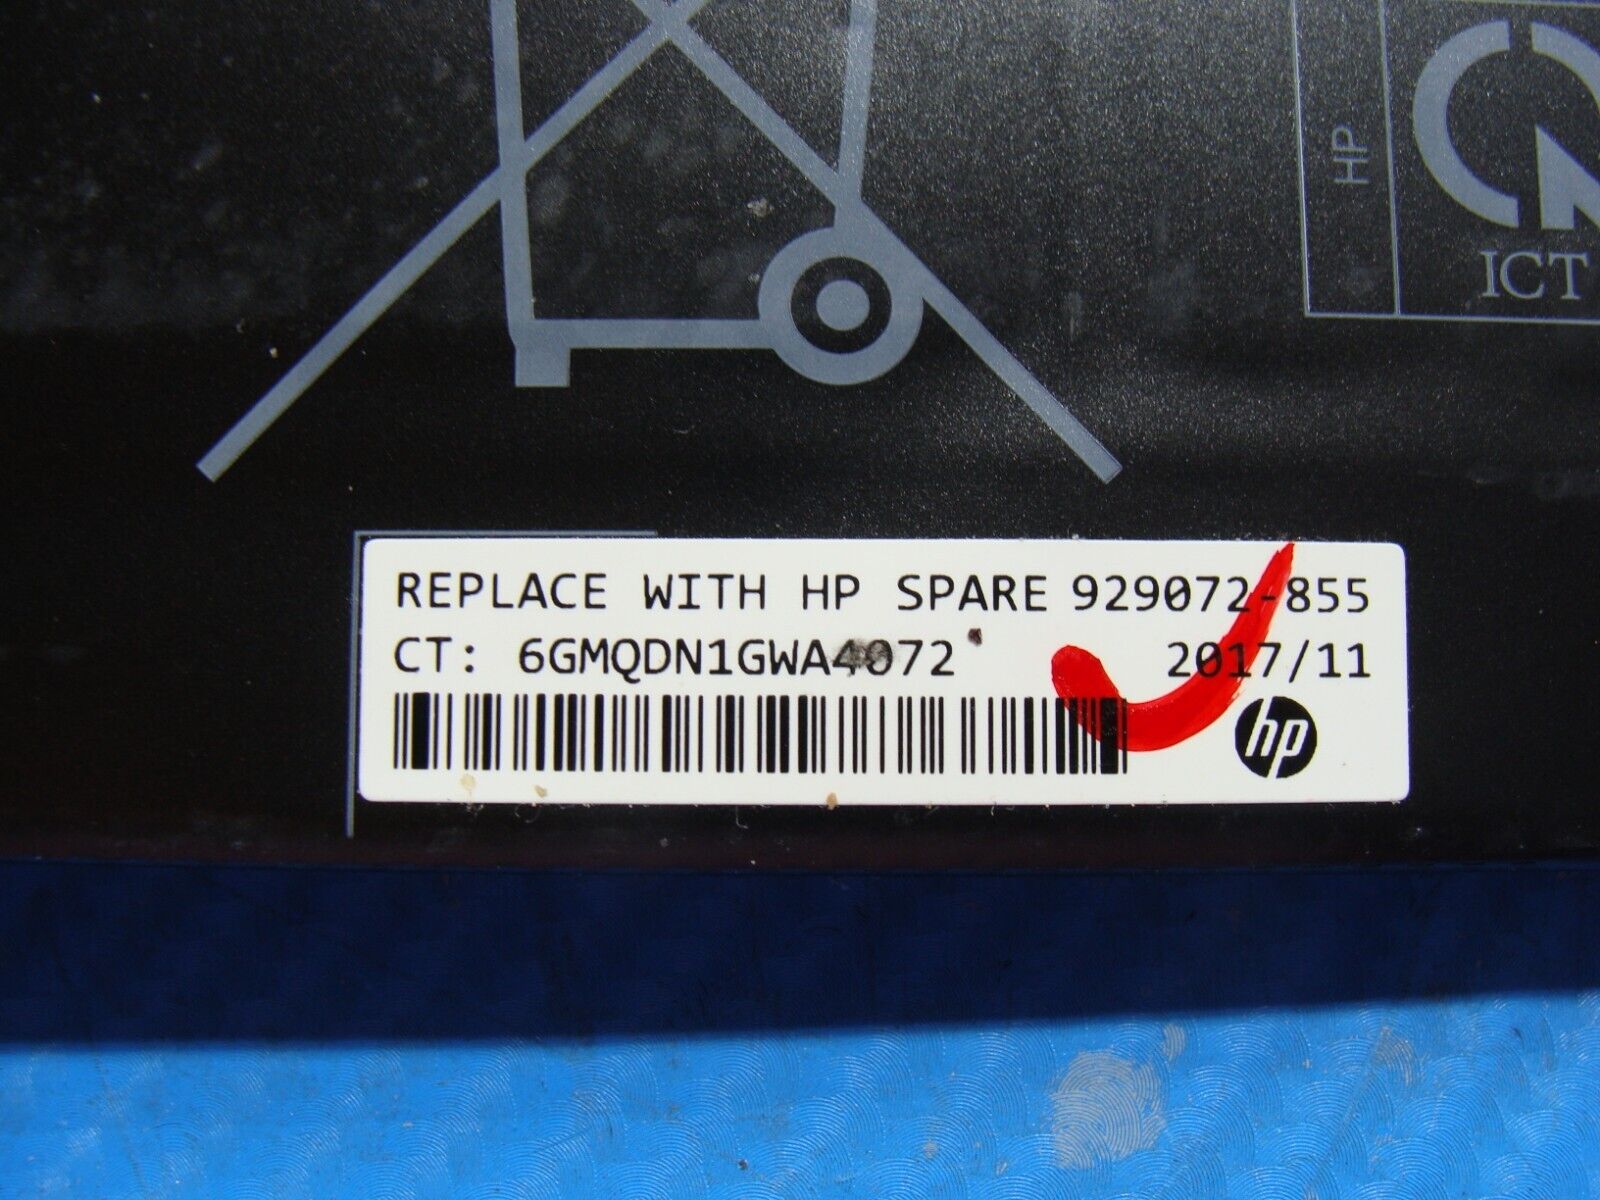 HP
ICT
REPLACE WITH HP SPARE 929072-855
CT: 6GMQDN1GWA4072 2017/11
hp